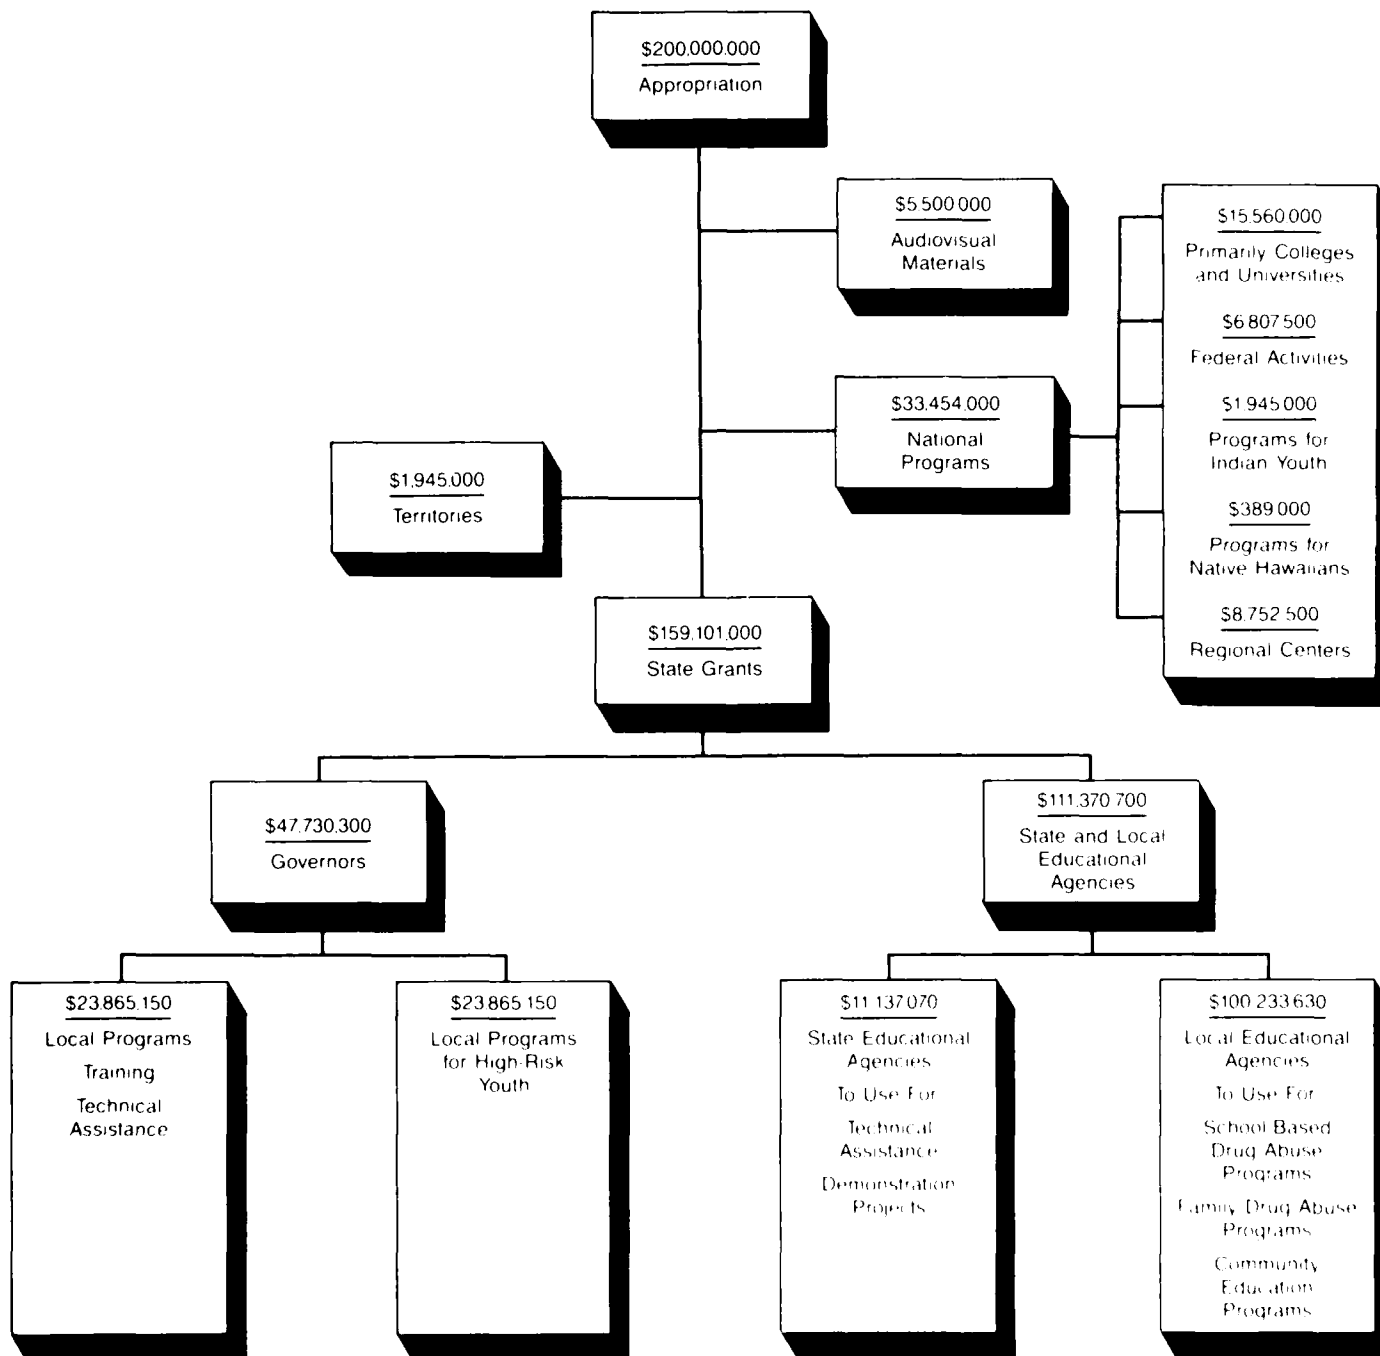 $200,000,000
Appropriation
$5 500 000
Audiovisual
Materials
$15,560,000
Primarily Colleges
and Universities
$6 807 500
Federal Activities
$1,945 000
Programs for
Indian Youth
$389 000
Programs for
Native Hawaiians
$8,752 500
Regional Centers
$33,454,000
National
Programs
$1,945,000
Territories
$159,101,000
State Grants
$47,730,300
Governors
$111,370,700
State and Local
Educational
Agencies
$23,865,150
Local Programs
Training
Technical
Assistance
$23,865,150
Local Programs
for High-Risk
Youth
$11 137 070
State Educational
Agencies
To Use For
Technical
Assistance
Demonstration
Projects
$100 233 630
Local Educational
Agencies
To Use For
School Based
Drug Abuse
Programs
Family Drug Abuse
Programs
Community
Education
Programs